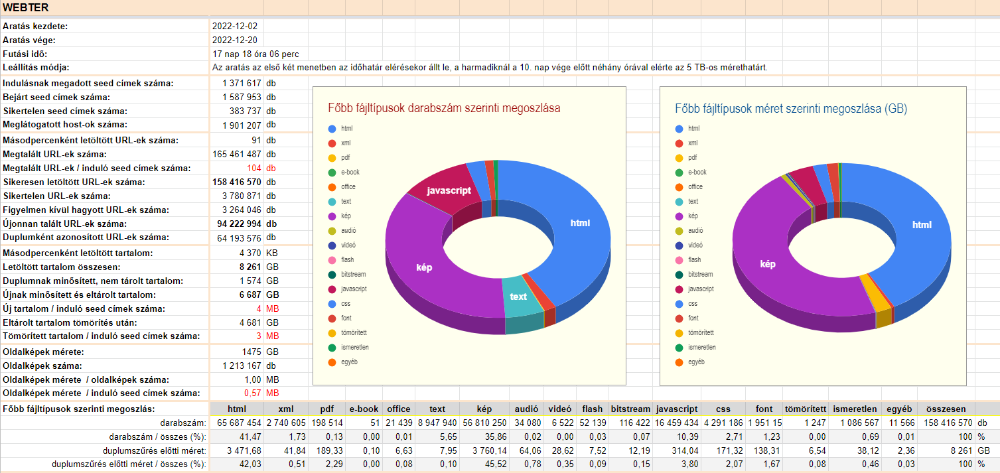 WEBTER
Aratás kezdete: 2022-12-02
Aratás vége: 2022-12-20
Futási idő: 17 nap 18 óra 06 perc
Leállítás módja: Az aratás az első két menetben az időhatár elérésekor állt le, a harmadiknál a 10. nap vége előtt néhány órával elérte az 5 TB-os mérethatárt.
Indulásnak megadott seed címek száma: 1 371 617 db
Bejárt seed címek száma: 1 587 953 db
Sikertelen seed címek száma: 383 737 db
Meglátogatott host-ok száma: 1 901 207 db
Másodpercenként letöltött URL-ek száma: 91 db
Megtalált URL-ek száma: 165 461 487 db
Megtalált URL-ek / induló seed címek száma: 104 db
Sikeresen letöltött URL-ek száma: 158 416 570 db
Sikertelen URL-ek száma: 3 780 871 db
Figyelmen kívül hagyott URL-ek száma: 3 264 046 db
Újonnan talált URL-ek száma: 94 222 994 db
Duplumként azonosított URL-ek száma: 64 193 576 db
Másodpercenként letöltött tartalom: 4 370 KB
Letöltött tartalom összesen: 8 261 GB
Duplumnak minősített, nem tárolt tartalom: 1 574 GB
Újnak minősített és eltárolt tartalom: 6 687 GB
Új tartalom / induló seed címek száma: 4 MB
Eltárolt tartalom tömörítés után: 4 681 GB
Tömörített tartalom / induló seed címek száma: 3 MB
Oldalképek mérete: 1475 GB
Oldalképek száma: 1 213 167 db
Oldalképek mérete / oldalképek száma: 1,00 MB
Oldalképek mérete / induló seed címek száma: 0,57 MB
Főbb fájltípusok darabszám szerinti megoszlása
html
xml
pdf
e-book
office
text
kép
audió
videó
flash
bitstream
javascript
css
font
tömörített
ismeretlen
egyéb
javascript
html
kép
text
Főbb fájltípusok méret szerinti megoszlása (GB)
html
xml
pdf
e-book
office
text
kép
audió
videó
flash
bitstream
javascript
css
font
tömörített
ismeretlen
egyéb
html
kép
Főbb fájltípusok szerinti megoszlás: html xml pdf e-book office text kép audió videó flash bitstream javascript css font tömörített ismeretlen egyéb összesen
darabszám: 65 687 454 2 740 605 198 514 51 21 439 8 947 940 56 810 250 34 080 6 522 52 139 116 422 16 459 434 4 291 186 1 951 15 1 247 1 086 567 11 566 158 416 570 db
darabszám / összes (%): 41,47 1,73 0,13 0,00 0,01 5,65 35,86 0,02 0,00 0,03 0,07 10,39 2,71 1,23 0,00 0,69 0,01 100 %
duplumszűrés előtti méret: 3 471,68 41,84 189,33 0,10 6,63 7,95 3 760,14 64,06 28,62 7,52 12,19 314,04 171,32 138,31 6,54 38,12 2,36 8 261 GB
duplumszűrés előtti méret / összes (%): 42,03 0,51 2,29 0,00 0,08 0,10 45,52 0,78 0,35 0,09 0,15 3,80 2,07 1,67 0,08 0,46 0,03 100 %